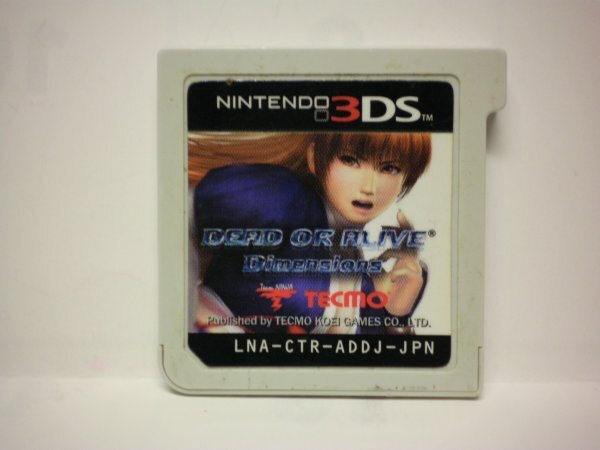 NINTENDO 3DS™
DEAD OR ALIVE®
Dimensions
Team NINJA
TECMO
Published by TECMO KOEI GAMES CO., LTD.
LNA-CTR-ADDJ-JPN